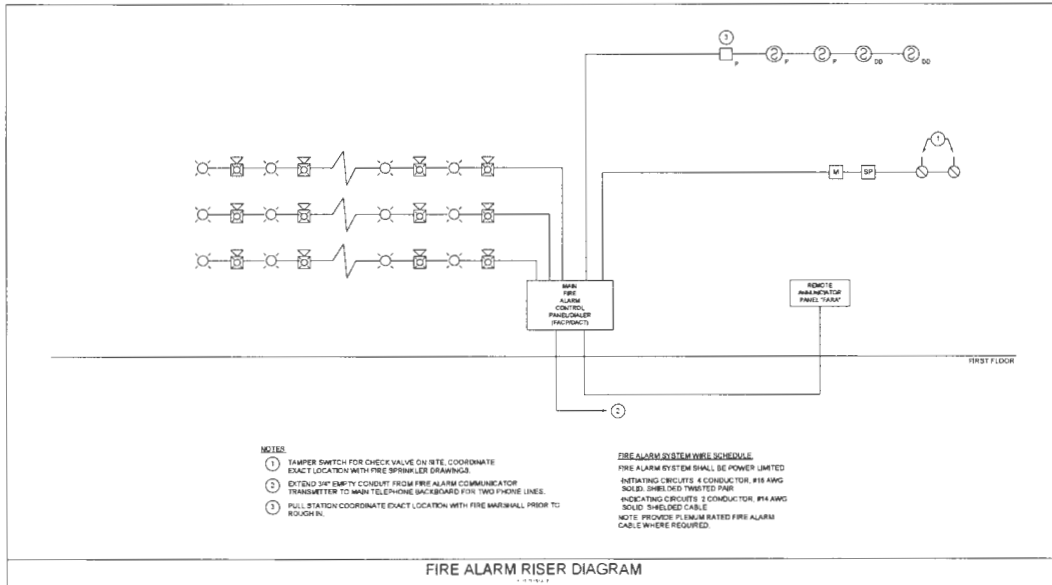 3
P
P
P
DD
DD
1
M
SP
MAIN
FIRE
ALARM
CONTROL
PANEL/DIALER
(FACP/DACT)
REMOTE
ANNUNCIATOR
PANEL "FARA"
FIRST FLOOR
2
NOTES
1 TAMPER SWITCH FOR CHECK VALVE ON SITE, COORDINATE
EXACT LOCATION WITH FIRE SPRINKLER DRAWINGS.
2 EXTEND 3/4" EMPTY CONDUIT FROM FIRE ALARM COMMUNICATOR
TRANSMITTER TO MAIN TELEPHONE BACKBOARD FOR TWO PHONE LINES.
3 PULL STATION COORDINATE EXACT LOCATION WITH FIRE MARSHALL PRIOR TO
ROUGH IN.
FIRE ALARM SYSTEM WIRE SCHEDULE
FIRE ALARM SYSTEM SHALL BE POWER LIMITED
-INITIATING CIRCUITS 4 CONDUCTOR, #18 AWG
SOLID, SHIELDED TWISTED PAIR
-INDICATING CIRCUITS 2 CONDUCTOR, #14 AWG
SOLID SHIELDED CABLE
NOTE: PROVIDE PLENUM RATED FIRE ALARM
CABLE WHERE REQUIRED.
FIRE ALARM RISER DIAGRAM